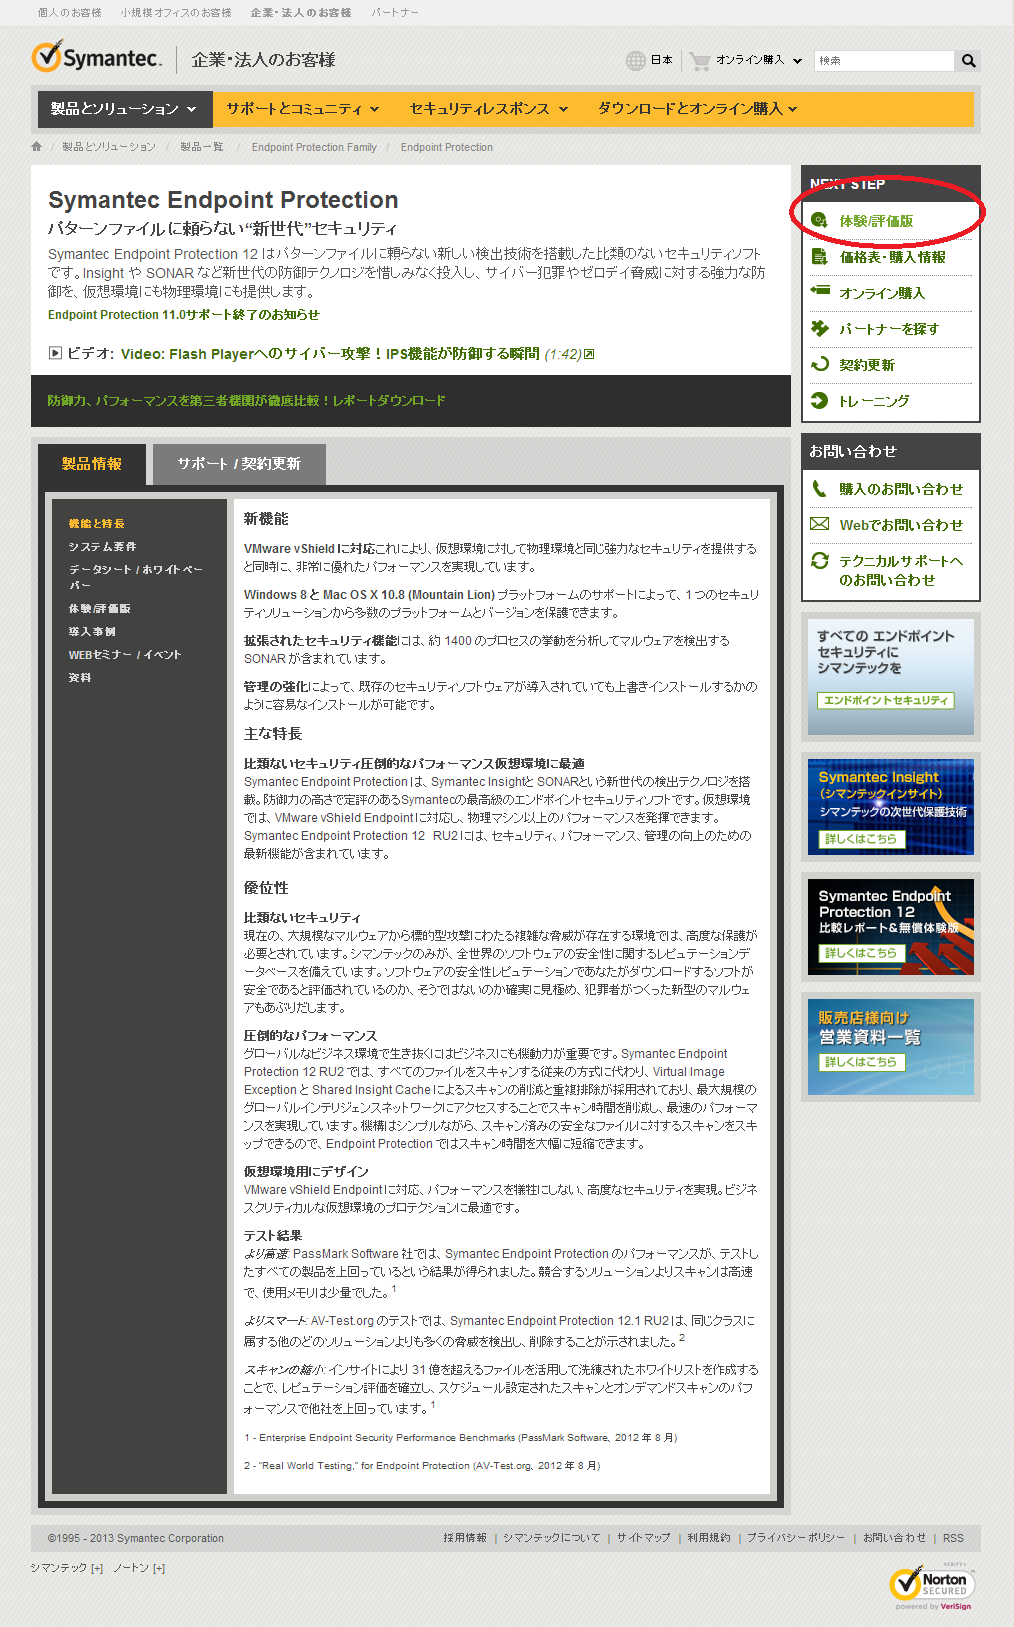 個人のお客様 小規模オフィスのお客様 企業・法人のお客様 パートナー
Symantec. 企業・法人のお客様 日本 オンライン購入 検索
製品とソリューション サポートとコミュニティ セキュリティレスポンス ダウンロードとオンライン購入
/ 製品とソリューション / 製品一覧 / Endpoint Protection Family / Endpoint Protection
Symantec Endpoint Protection
パターンファイルに頼らない“新世代”セキュリティ
Symantec Endpoint Protection 12 はパターンファイルに頼らない新しい検出技術を搭載した比類のないセキュリティソフト
です。Insight や SONAR など新世代の防御テクノロジを惜しみなく投入し、サイバー犯罪やゼロデイ脅威に対する強力な防
御を、仮想環境にも物理環境にも提供します。
Endpoint Protection 11.0サポート終了のお知らせ
ビデオ: Video: Flash Playerへのサイバー攻撃！IPS機能が防御する瞬間 (1:42)
防御力、パフォーマンスを第三者機関が徹底比較！レポートダウンロード
NEXT STEP
体験/評価版
価格表・購入情報
オンライン購入
パートナーを探す
契約更新
トレーニング
お問い合わせ
購入のお問い合わせ
Webでお問い合わせ
テクニカルサポートへ
のお問い合わせ
すべての エンドポイント
セキュリティに
シマンテックを
エンドポイントセキュリティ
Symantec Insight
（シマンテックインサイト）
シマンテックの次世代保護技術
詳しくはこちら
Symantec Endpoint
Protection 12
比較レポート＆無償体験版
詳しくはこちら
販売店様向け
営業資料一覧
詳しくはこちら
製品情報 サポート / 契約更新
機能と特長
システム要件
データシート / ホワイトペー
パー
体験/評価版
導入事例
WEBセミナー / イベント
資料
新機能
VMware vShield に対応これにより、仮想環境に対して物理環境と同じ強力なセキュリティを提供する
と同時に、非常に優れたパフォーマンスを実現しています。
Windows 8 と Mac OS X 10.8 (Mountain Lion) プラットフォームのサポートによって、1 つのセキュリ
ティソリューションから多数のプラットフォームとバージョンを保護できます。
拡張されたセキュリティ機能には、約 1400 のプロセスの挙動を分析してマルウェアを検出する
SONAR が含まれています。
管理の強化によって、既存のセキュリティソフトウェアが導入されていても上書きインストールするかの
ように容易なインストールが可能です。
主な特長
比類ないセキュリティ圧倒的なパフォーマンス仮想環境に最適
Symantec Endpoint Protection は、Symantec Insightと SONARという新世代の検出テクノロジを搭
載。防御力の高さで定評のあるSymantecの最高級のエンドポイントセキュリティソフトです。仮想環境
では、VMware vShield Endpointに対応し、物理マシン以上のパフォーマンスを発揮できます。
Symantec Endpoint Protection 12 RU2 には、セキュリティ、パフォーマンス、管理の向上のための
最新機能が含まれています。
優位性
比類ないセキュリティ
現在の、大規模なマルウェアから標的型攻撃にわたる複雑な脅威が存在する環境では、高度な保護が
必要とされています。シマンテックのみが、全世界のソフトウェアの安全性に関するレピュテーションデ
ータベースを備えています。ソフトウェアの安全性レピュテーションであなたがダウンロードするソフトが
安全であると評価されているのか、そうではないのか確実に見極め、犯罪者がつくった新型のマルウェ
アもあぶりだします。
圧倒的なパフォーマンス
グローバルなビジネス環境で生き抜くにはビジネスにも機動力が重要です。Symantec Endpoint
Protection 12 RU2 では、すべてのファイルをスキャンする従来の方式に代わり、Virtual Image
Exception と Shared Insight Cache によるスキャンの削減と重複排除が採用されており、最大規模の
グローバルインテリジェンスネットワークにアクセスすることでスキャン時間を削減し、最速のパフォーマ
ンスを実現しています。機構はシンプルながら、スキャン済みの安全なファイルに対するスキャンをスキ
ップできるので、Endpoint Protection ではスキャン時間を大幅に短縮できます。
仮想環境用にデザイン
VMware vShield Endpointに対応、パフォーマンスを犠牲にしない、高度なセキュリティを実現。ビジネ
スクリティカルな仮想環境のプロテクションに最適です。
テスト結果
より高速: PassMark Software 社では、Symantec Endpoint Protection のパフォーマンスが、テストし
たすべての製品を上回っているという結果が得られました。競合するソリューションよりスキャンは高速
で、使用メモリは少量でした。1
よりスマート: AV-Test.org のテストでは、Symantec Endpoint Protection 12.1 RU2 は、同じクラスに
属する他のどのソリューションよりも多くの脅威を検出し、削除することが示されました。2
スキャンの縮小: インサイトにより 31 億を超えるファイルを活用して洗練されたホワイトリストを作成する
ことで、レピュテーション評価を確立し、スケジュール設定されたスキャンとオンデマンドスキャンのパフ
ォーマンスで他社を上回っています。1
1 - Enterprise Endpoint Security Performance Benchmarks (PassMark Software、2012 年 8 月)
2 - “Real World Testing,” for Endpoint Protection (AV-Test.org、2012 年 8 月)
©1995 - 2013 Symantec Corporation 採用情報 | シマンテックについて | サイトマップ | 利用規約 | プライバシーポリシー | お問い合わせ | RSS
シマンテック [+] ノートン [+]
VERIFY+
Norton
SECURED
powered by VeriSign